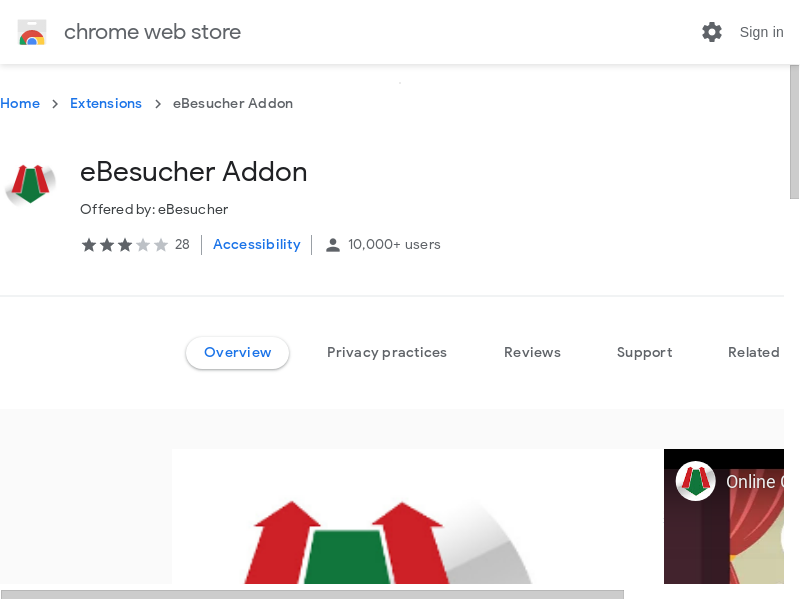 chrome web store
Sign in
Home > Extensions > eBesucher Addon
eBesucher Addon
Offered by: eBesucher
28 Accessibility 10,000+ users
Overview Privacy practices Reviews Support Related
Online